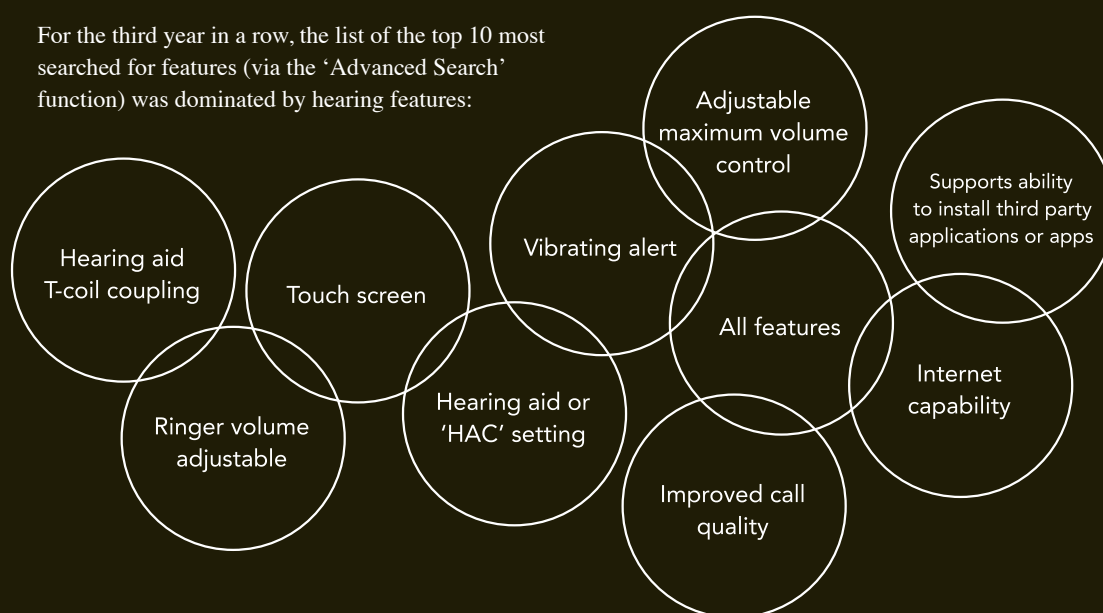 For the third year in a row, the list of the top 10 most
searched for features (via the ‘Advanced Search’
function) was dominated by hearing features:
Hearing aid
T-coil coupling
Ringer volume
adjustable
Touch screen
Hearing aid or
‘HAC’ setting
Vibrating alert
Adjustable
maximum volume
control
All features
Improved call
quality
Supports ability
to install third party
applications or apps
Internet
capability